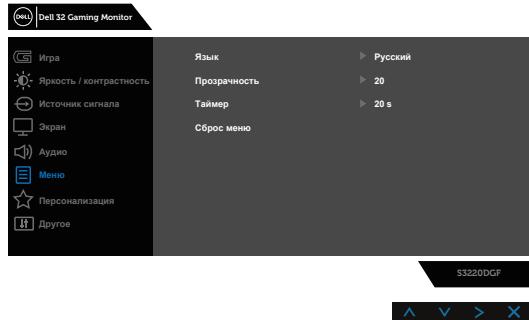 DELL
Dell 32 Gaming Monitor
Игра
Яркость / контрастность
Источник сигнала
Экран
Аудио
Меню
Персонализация
Другое
Язык
Русский
Прозрачность
20
Таймер
20 s
Сброс меню
S3220DGF